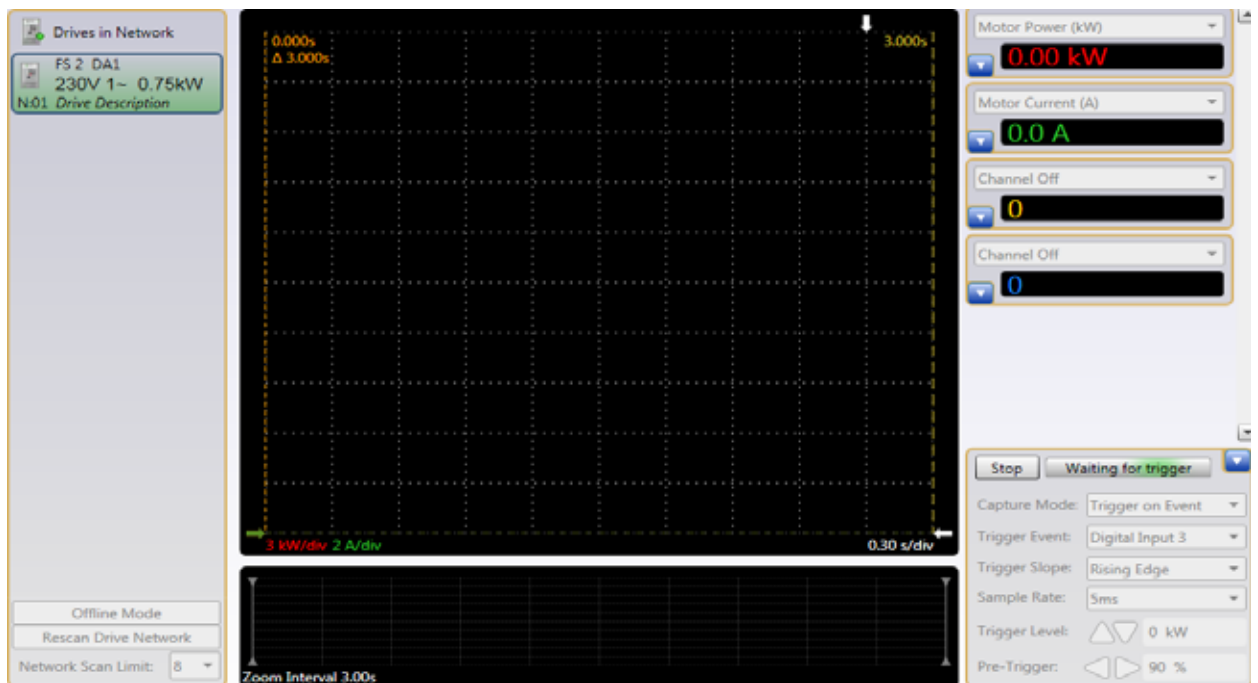 Drives in Network
FS 2 DA1
230V 1~ 0.75kW
N:01 Drive Description
Offline Mode
Rescan Drive Network
Network Scan Limit: 8
0.000s
Δ 3.000s
3.000s
3 kW/div 2 A/div
0.30 s/div
Zoom Interval 3.00s
Motor Power (kW)
0.00 kW
Motor Current (A)
0.0 A
Channel Off
0
Channel Off
0
Stop Waiting for trigger
Capture Mode: Trigger on Event
Trigger Event: Digital Input 3
Trigger Slope: Rising Edge
Sample Rate: 5ms
Trigger Level: 0 kW
Pre-Trigger: 90 %